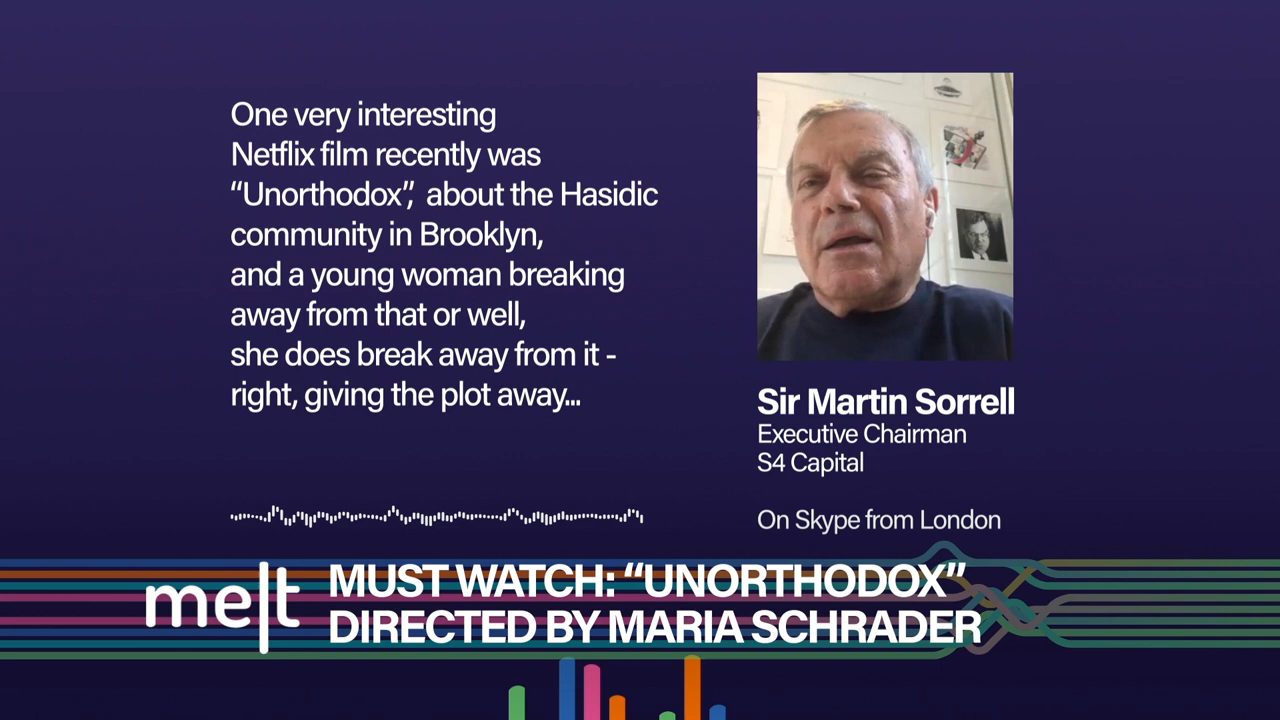 One very interesting
Netflix film recently was
“Unorthodox”, about the Hasidic
community in Brooklyn,
and a young woman breaking
away from that or well,
she does break away from it -
right, giving the plot away...
Sir Martin Sorrell
Executive Chairman
S4 Capital
On Skype from London
melt
MUST WATCH: “UNORTHODOX”
DIRECTED BY MARIA SCHRADER